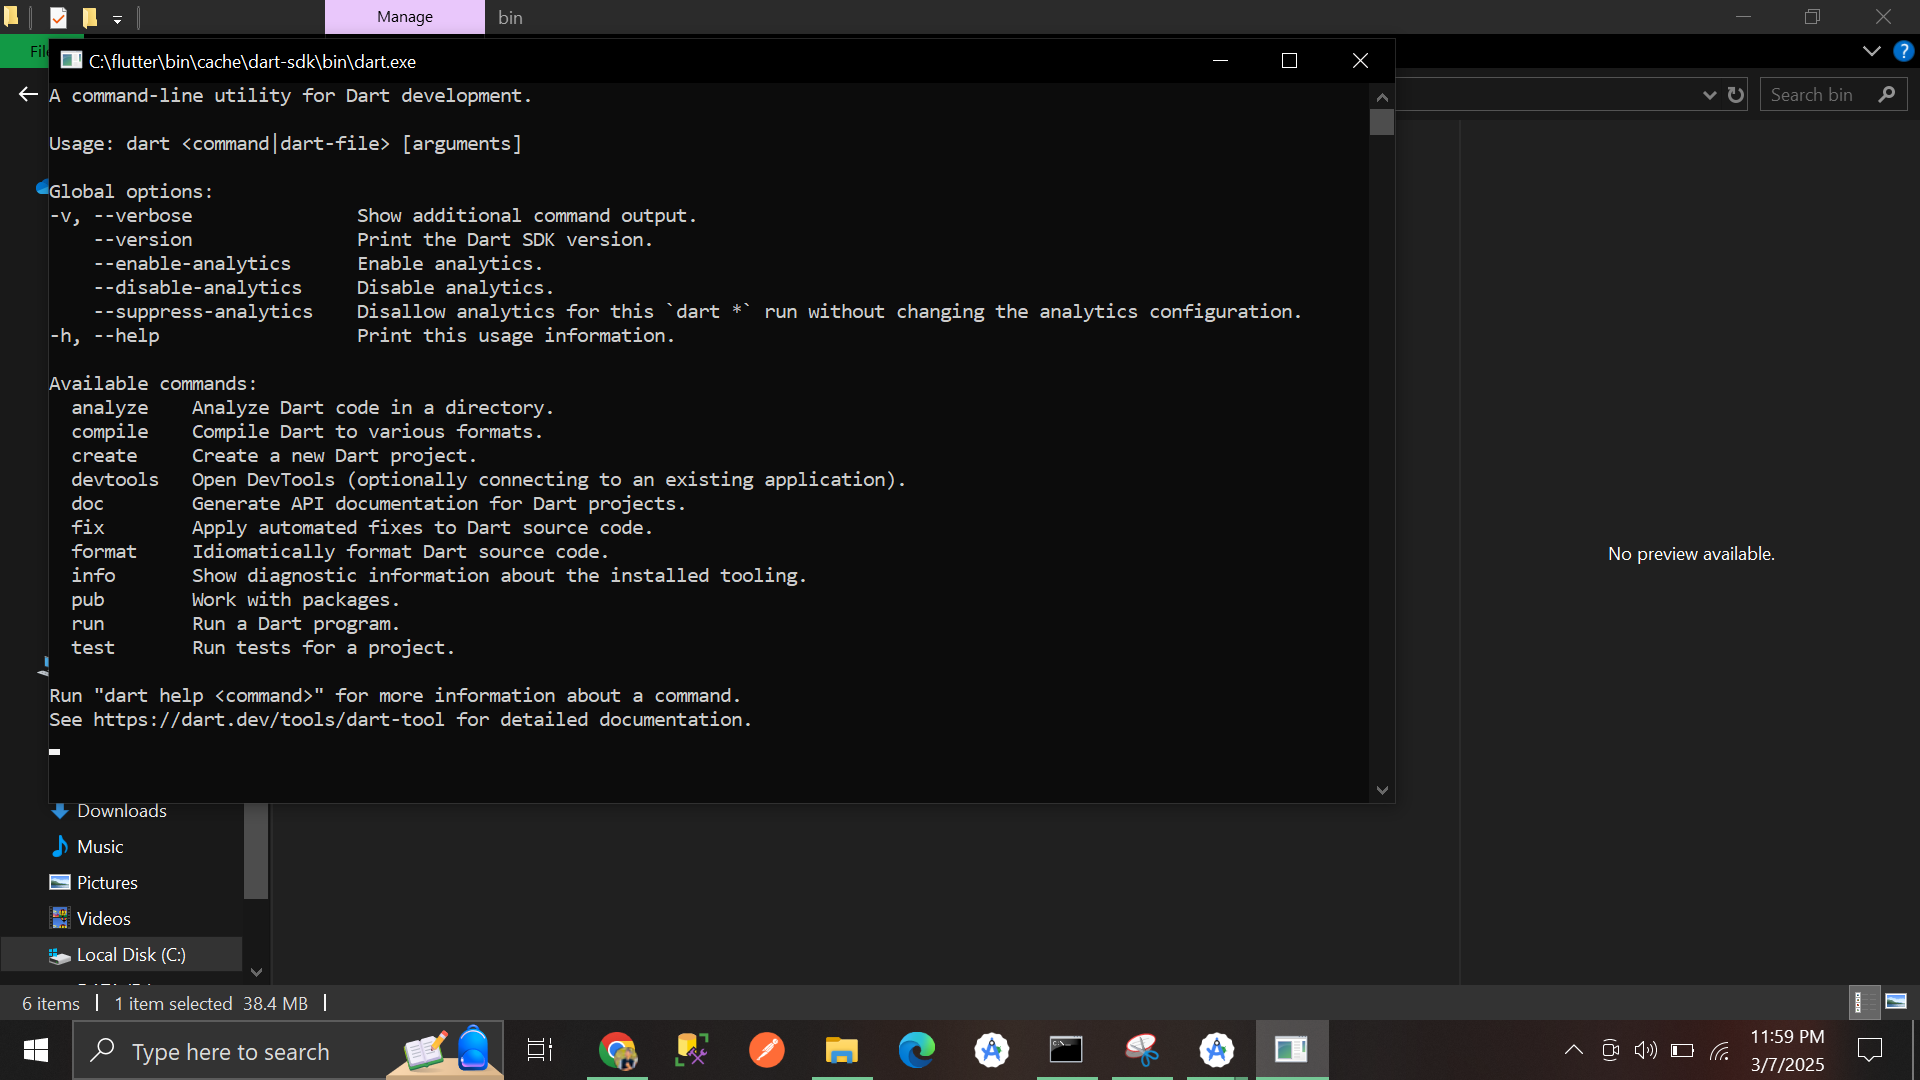 Manage
bin
C:\flutter\bin\cache\dart-sdk\bin\dart.exe
Search bin
A command-line utility for Dart development.
Usage: dart <command|dart-file> [arguments]
Global options:
-v, --verbose Show additional command output.
--version Print the Dart SDK version.
--enable-analytics Enable analytics.
--disable-analytics Disable analytics.
--suppress-analytics Disallow analytics for this `dart *` run without changing the analytics configuration.
-h, --help Print this usage information.
Available commands:
analyze Analyze Dart code in a directory.
compile Compile Dart to various formats.
create Create a new Dart project.
devtools Open DevTools (optionally connecting to an existing application).
doc Generate API documentation for Dart projects.
fix Apply automated fixes to Dart source code.
format Idiomatically format Dart source code.
info Show diagnostic information about the installed tooling.
pub Work with packages.
run Run a Dart program.
test Run tests for a project.
Run "dart help <command>" for more information about a command.
See https://dart.dev/tools/dart-tool for detailed documentation.
No preview available.
Downloads
Music
Pictures
Videos
Local Disk (C:)
6 items 1 item selected 38.4 MB
Type here to search
11:59 PM
3/7/2025